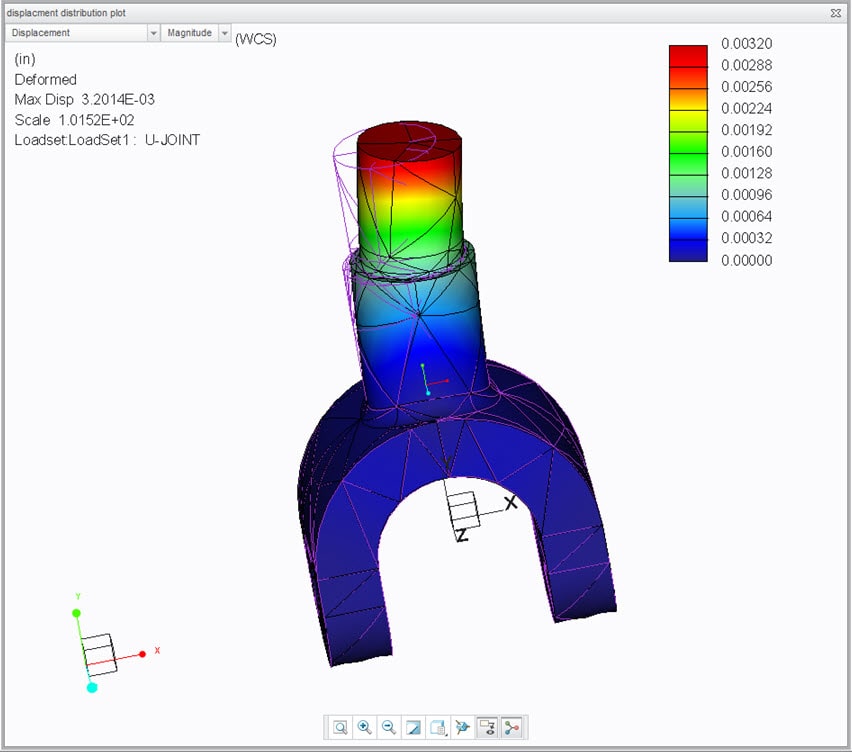 displacment distribution plot
Displacement Magnitude (WCS)
(in)
Deformed
Max Disp 3.2014E-03
Scale 1.0152E+02
Loadset:LoadSet1 : U-JOINT
0.00320
0.00288
0.00256
0.00224
0.00192
0.00160
0.00128
0.00096
0.00064
0.00032
0.00000
Y
X
Z
Y
X